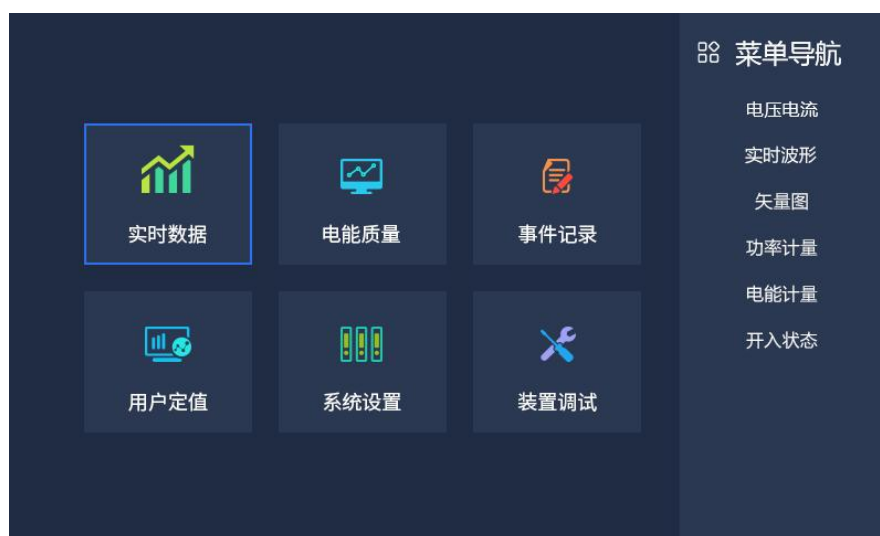 菜单导航
电压电流
实时波形
矢量图
功率计量
电能计量
开入状态
实时数据
电能质量
事件记录
用户定值
系统设置
装置调试